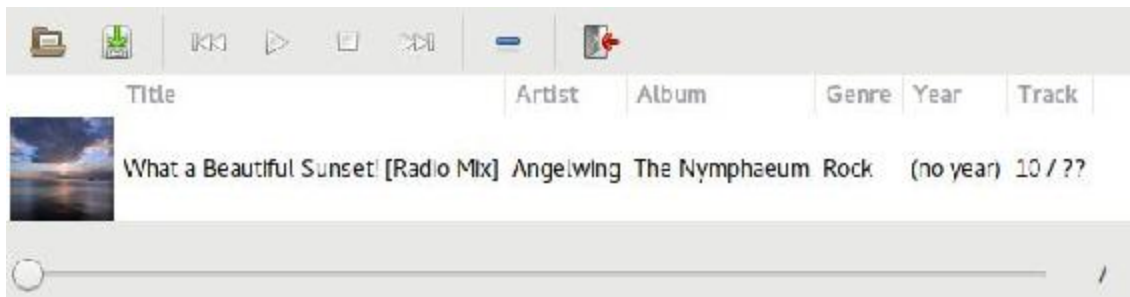 Title Artist Album Genre Year Track
What a Beautiful Sunset! [Radio Mix] Angelwing The Nymphaeum Rock (no year) 10 / ??
/